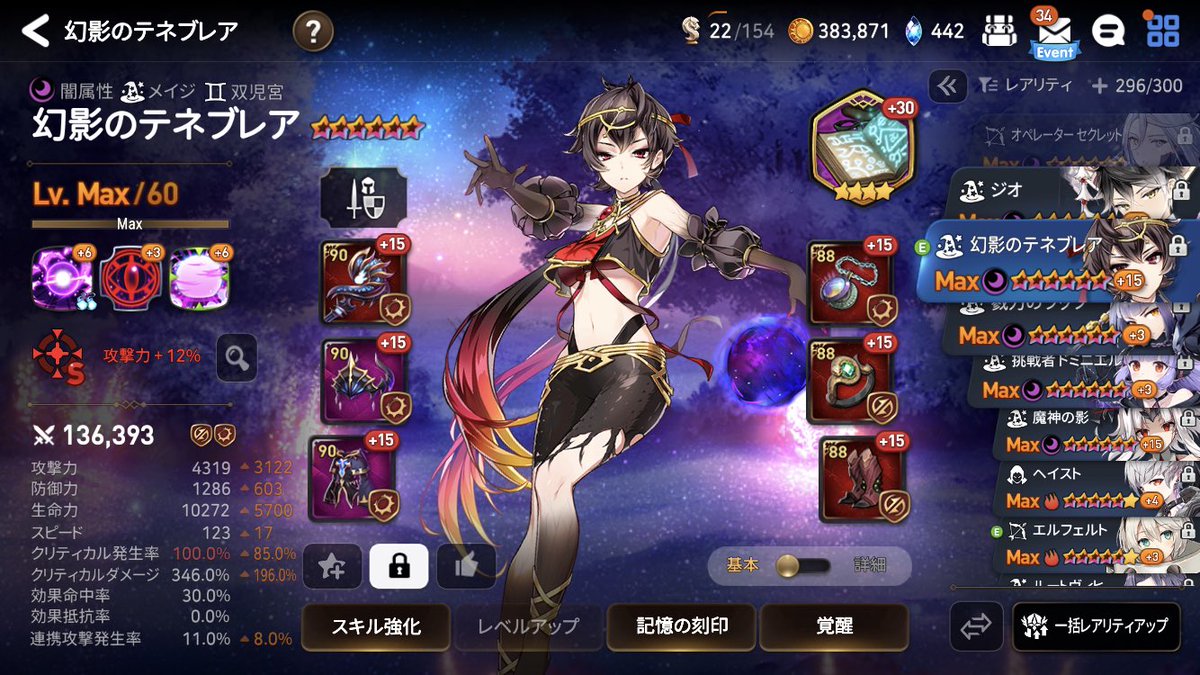 幻影のテネブレア
?
22/154
383,871
442
34
Event
闇属性 メイジ 双児宮
幻影のテネブレア
Lv. Max/60
Max
+6
+3
+6
攻撃力+12%
S
136,393
攻撃力 4319 3122
防御力 1286 603
生命力 10272 5700
スピード 123 17
クリティカル発生率 100.0% 85.0%
クリティカルダメージ 346.0% 196.0%
効果命中率 30.0%
効果抵抗率 0.0%
連携攻撃発生率 11.0% 8.0%
90 +15
90 +15
90 +15
+30
88 +15
88 +15
88 +15
基本 詳細
スキル強化
レベルアップ
記憶の刻印
覚醒
レアリティ
296/300
オペレーター セクレット
Max
ジオ
E
幻影のテネブレア
Max +15
Max +3
挑戦者ドミニエル
Max +3
魔神の影
Max +15
ヘイスト
Max +4
E
エルフェルト
Max +3
一括レアリティアップ